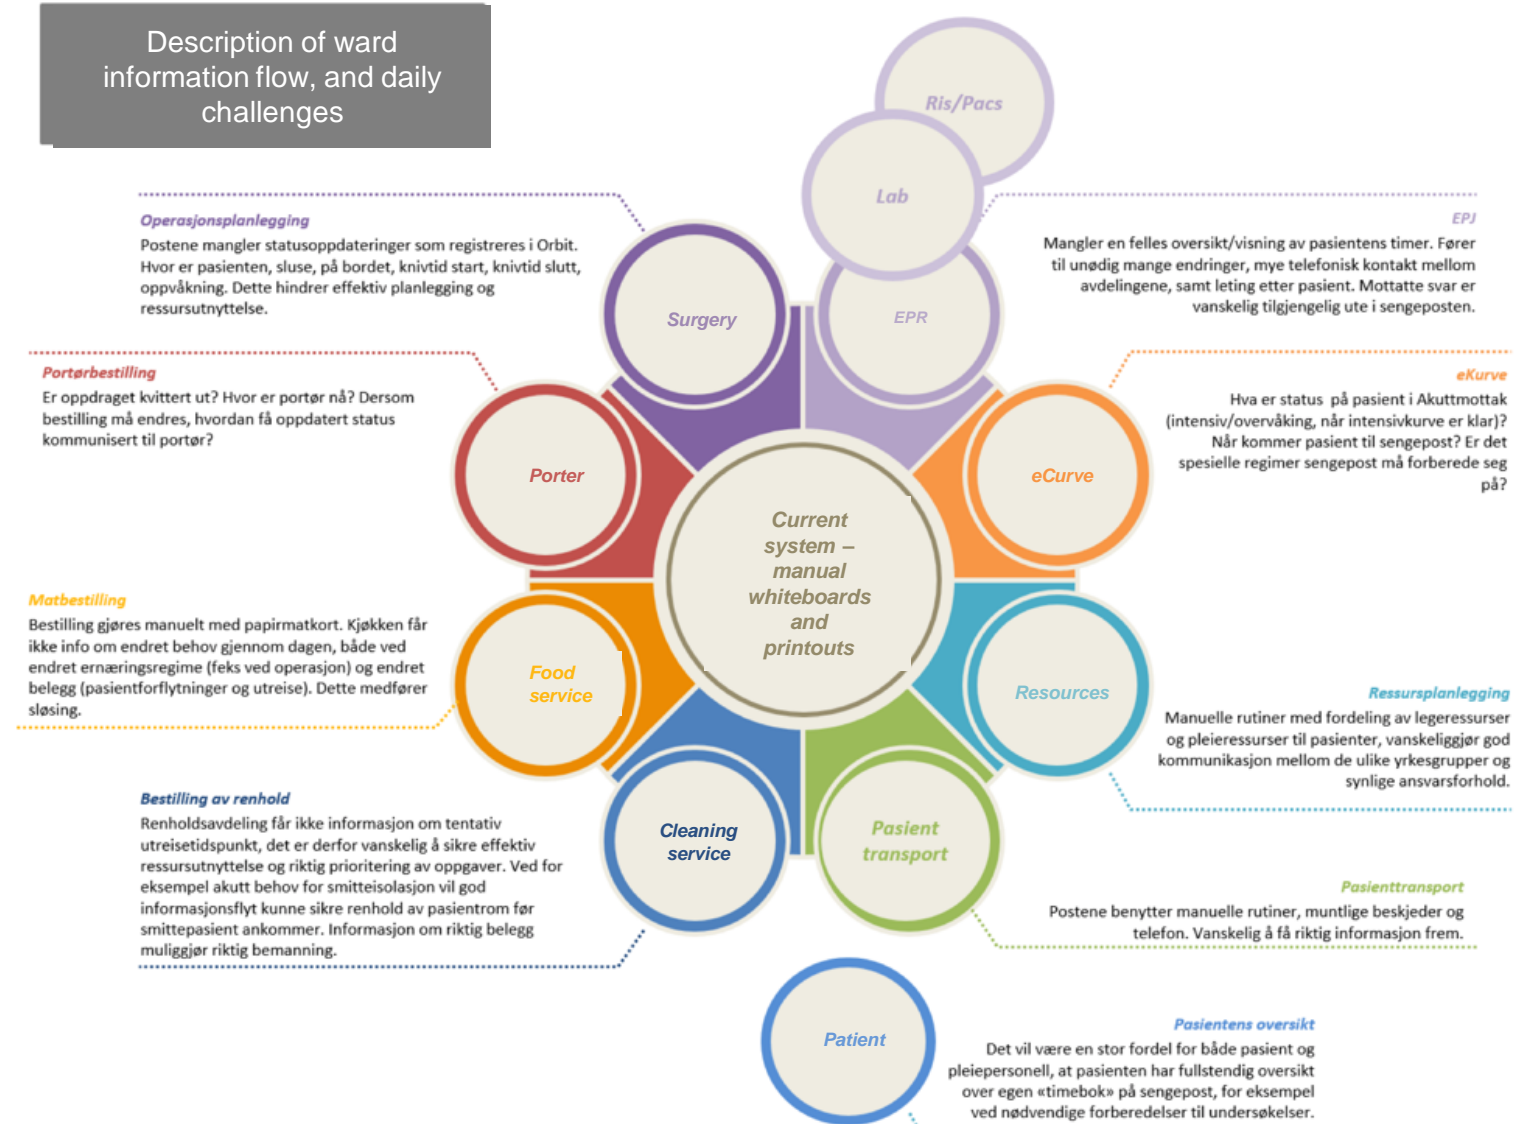 Description of ward
information flow, and daily
challenges
Ris/Pacs
Lab
EPR
Surgery
Porter
eCurve
Current
system –
manual
whiteboards
and
printouts
Food
service
Resources
Cleaning
service
Pasient
transport
Patient
Operasjonsplanlegging
Postene mangler statusoppdateringer som registreres i Orbit.
Hvor er pasienten, sluse, på bordet, knivtid start, knivtid slutt,
oppvåkning. Dette hindrer effektiv planlegging og
ressursutnyttelse.
Portørbestilling
Er oppdraget kvittert ut? Hvor er portør nå? Dersom
bestilling må endres, hvordan få oppdatert status
kommunisert til portør?
Matbestilling
Bestilling gjøres manuelt med papirmatkort. Kjøkken får
ikke info om endret behov gjennom dagen, både ved
endret ernæringsregime (feks ved operasjon) og endret
belegg (pasientforflytninger og utreise). Dette medfører
sløsing.
Bestilling av renhold
Renholdsavdeling får ikke informasjon om tentativ
utreisetidspunkt, det er derfor vanskelig å sikre effektiv
ressursutnyttelse og riktig prioritering av oppgaver. Ved for
eksempel akutt behov for smitteisolasjon vil god
informasjonsflyt kunne sikre renhold av pasientrom før
smittepasient ankommer. Informasjon om riktig belegg
muliggjør riktig bemanning.
EPJ
Mangler en felles oversikt/visning av pasientens timer. Fører
til unødig mange endringer, mye telefonisk kontakt mellom
avdelingene, samt leting etter pasient. Mottatte svar er
vanskelig tilgjengelig ute i sengeposten.
eKurve
Hva er status på pasient i Akuttmottak
(intensiv/overvåking, når intensivkurve er klar)?
Når kommer pasient til sengepost? Er det
spesielle regimer sengepost må forberede seg
på?
Ressursplanlegging
Manuelle rutiner med fordeling av legeressurser
og pleieressurser til pasienter, vanskeliggjør god
kommunikasjon mellom de ulike yrkesgrupper og
synlige ansvarsforhold.
Pasienttransport
Postene benytter manuelle rutiner, muntlige beskjeder og
telefon. Vanskelig å få riktig informasjon frem.
Pasientens oversikt
Det vil være en stor fordel for både pasient og
pleiepersonell, at pasienten har fullstendig oversikt
over egen «timebok» på sengepost, for eksempel
ved nødvendige forberedelser til undersøkelser.